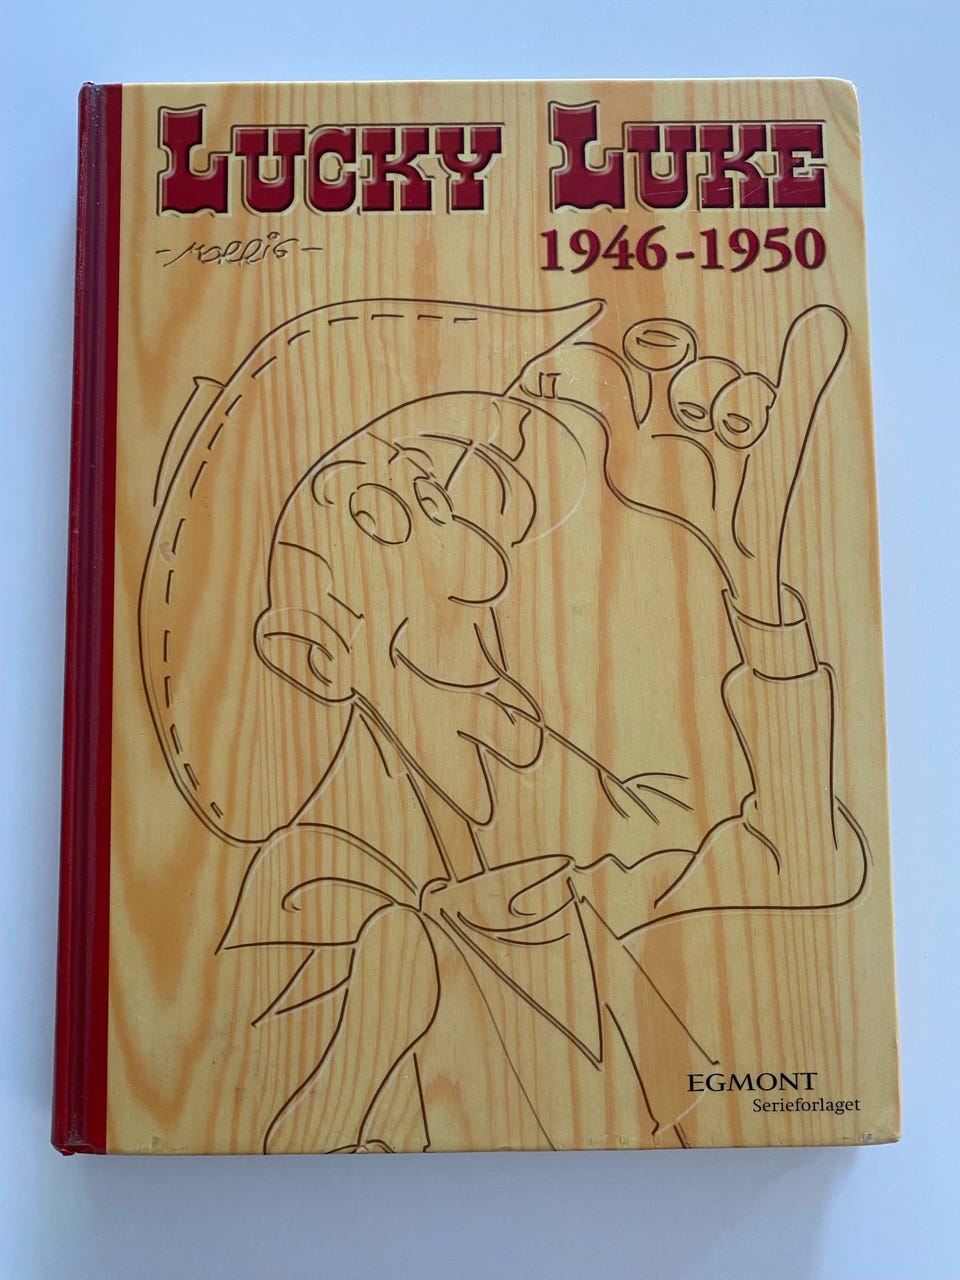 LUCKY LUKE
-MORRIS-
1946-1950
EGMONT
Serieforlaget